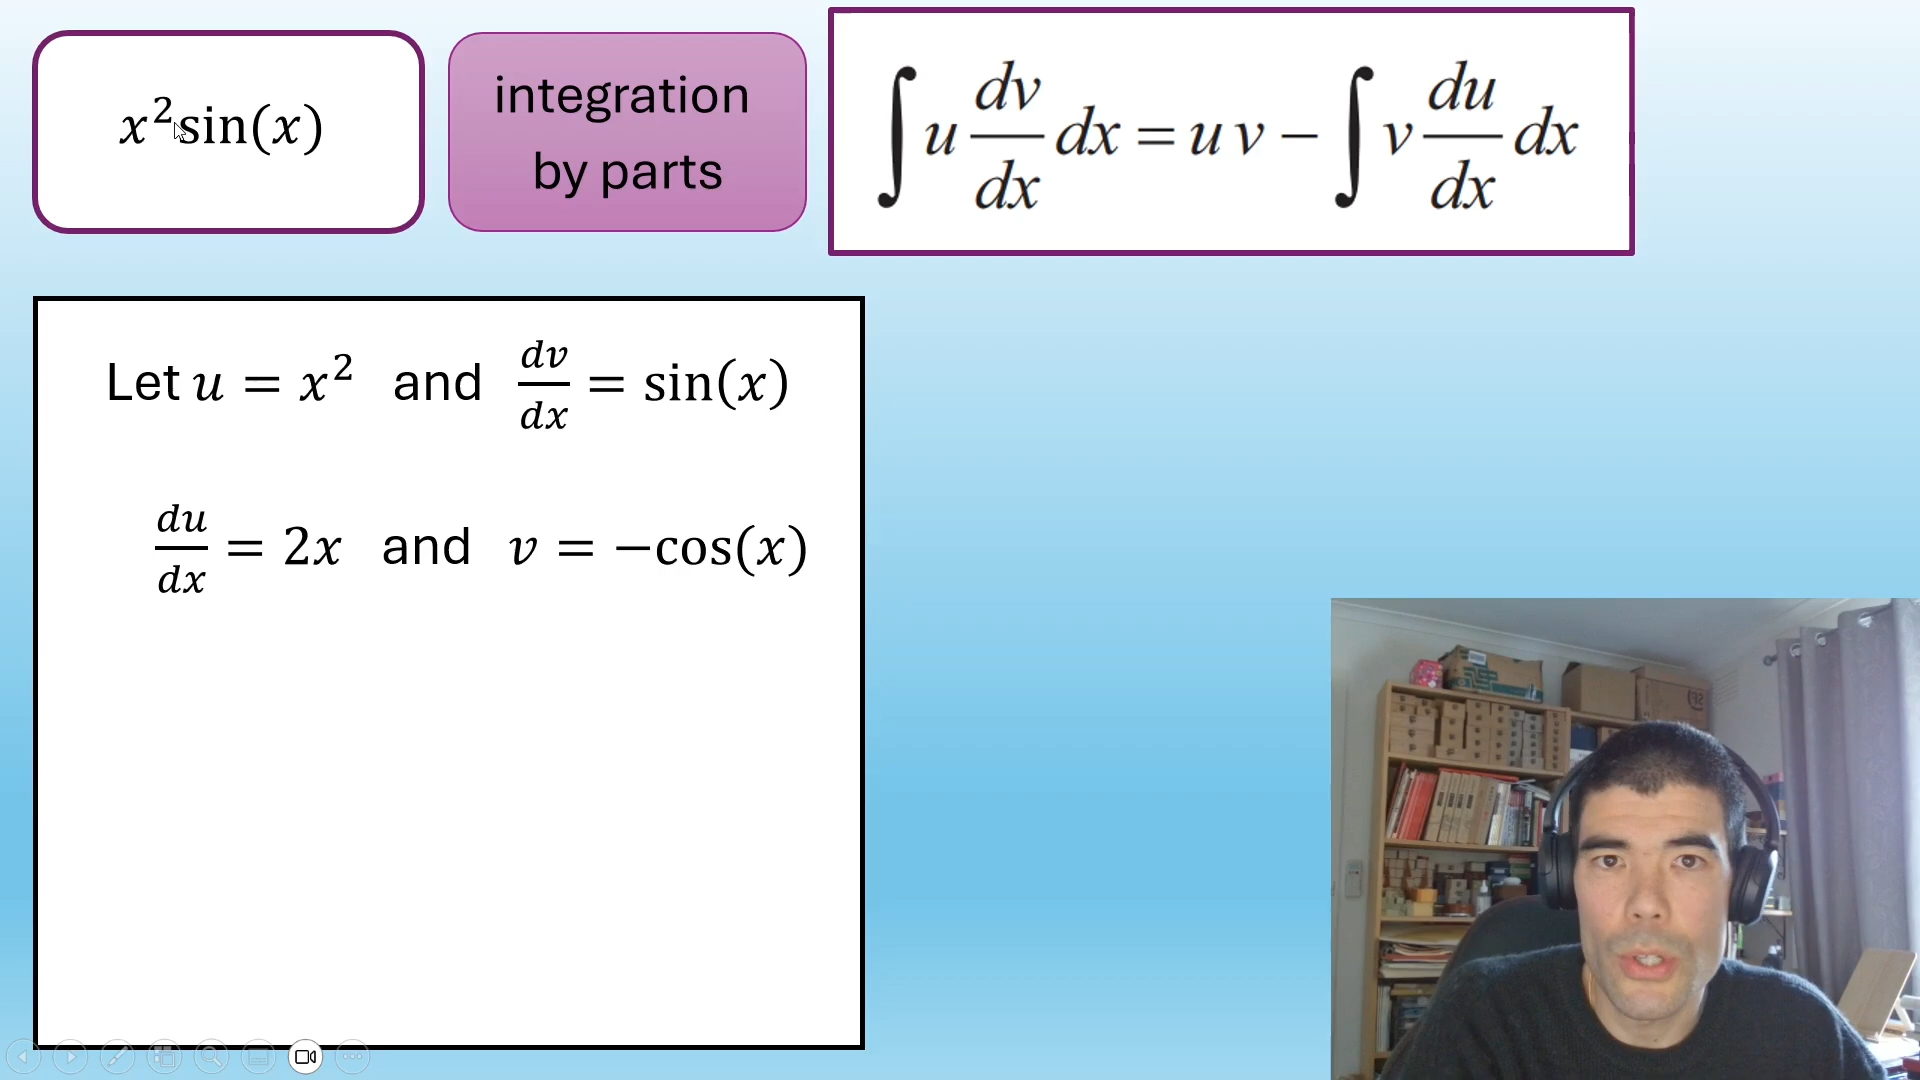 x²sin(x)
integration
by parts
∫ u dv/dx dx = u v − ∫ v du/dx dx
Let u = x² and dv/dx = sin(x)
du/dx = 2x and v = −cos(x)